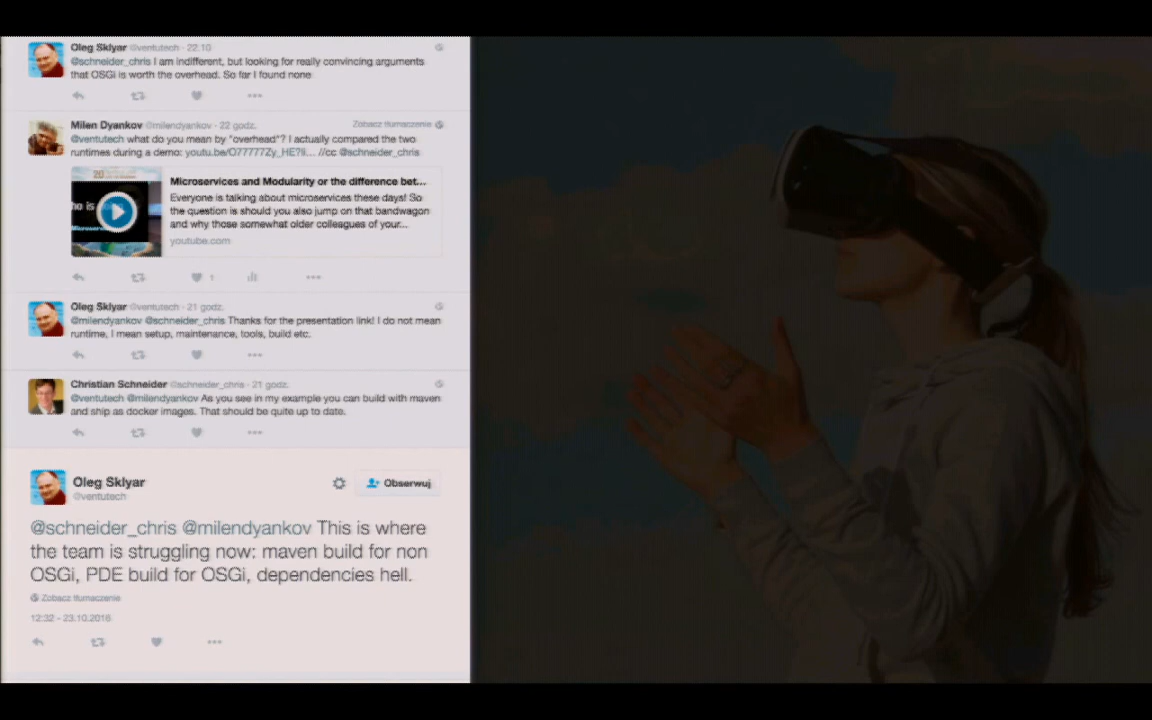 Oleg Sklyar @ventutech · 22.10
@schneider_chris I am indifferent, but looking for really convincing arguments
that OSGi is worth the overhead. So far I found none
Milen Dyankov @milendyankov · 22 godz.
Zobacz tłumaczenie
@ventutech what do you mean by "overhead"? I actually compared the two
runtimes during a demo: youtu.be/O77777Zy_HE?li... //cc @schneider_chris
Microservices and Modularity or the difference bet...
Everyone is talking about microservices these days! So
the question is should you also jump on that bandwagon
and why those somewhat older colleagues of your...
youtube.com
1
Oleg Sklyar @ventutech · 21 godz.
@milendyankov @schneider_chris Thanks for the presentation link! I do not mean
runtime, I mean setup, maintenance, tools, build etc.
Christian Schneider @schneider_chris · 21 godz.
@ventutech @milendyankov As you see in my example you can build with maven
and ship as docker images. That should be quite up to date.
Oleg Sklyar
Obserwuj
@ventutech
@schneider_chris @milendyankov This is where
the team is struggling now: maven build for non
OSGi, PDE build for OSGi, dependencies hell.
Zobacz tłumaczenie
12:32 - 23.10.2016